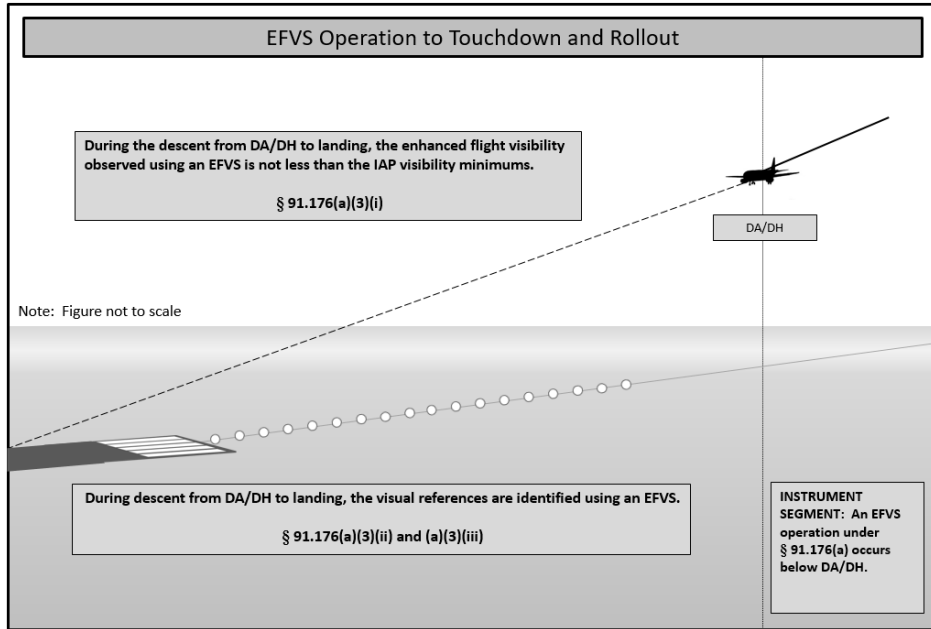 EFVS Operation to Touchdown and Rollout
During the descent from DA/DH to landing, the enhanced flight visibility
observed using an EFVS is not less than the IAP visibility minimums.
§ 91.176(a)(3)(i)
DA/DH
Note:  Figure not to scale
During descent from DA/DH to landing, the visual references are identified using an EFVS.
§ 91.176(a)(3)(ii) and (a)(3)(iii)
INSTRUMENT
SEGMENT:  An EFVS
operation under
§ 91.176(a) occurs
below DA/DH.